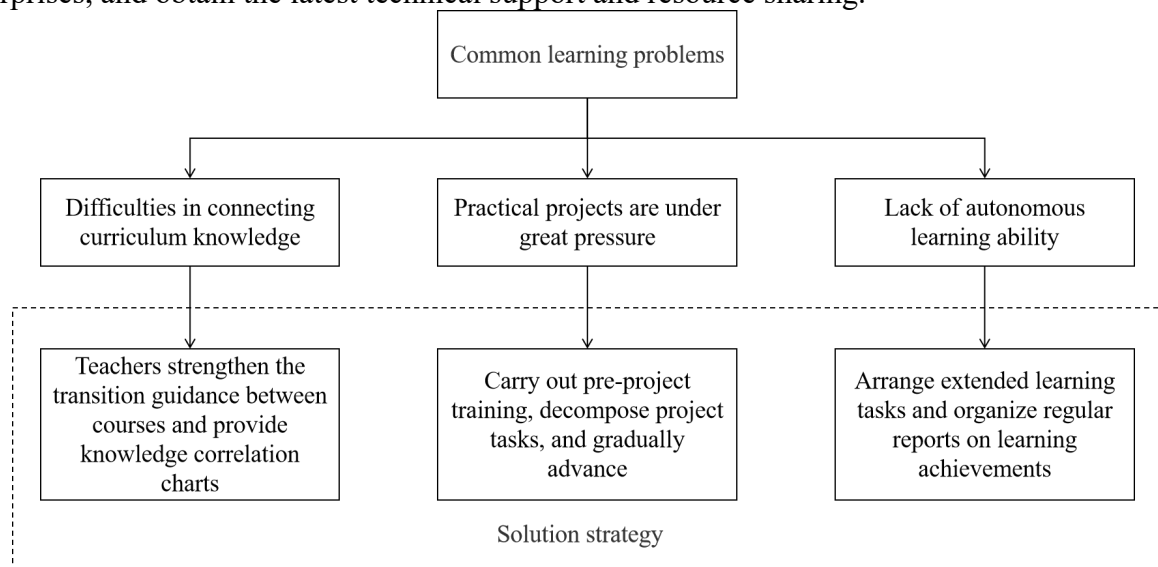 rprises, and obtain the latest technical support and resource sharing.
Common learning problems
Difficulties in connecting
curriculum knowledge
Practical projects are under
great pressure
Lack of autonomous
learning ability
Teachers strengthen the
transition guidance between
courses and provide
knowledge correlation
charts
Carry out pre-project
training, decompose project
tasks, and gradually
advance
Arrange extended learning
tasks and organize regular
reports on learning
achievements
Solution strategy